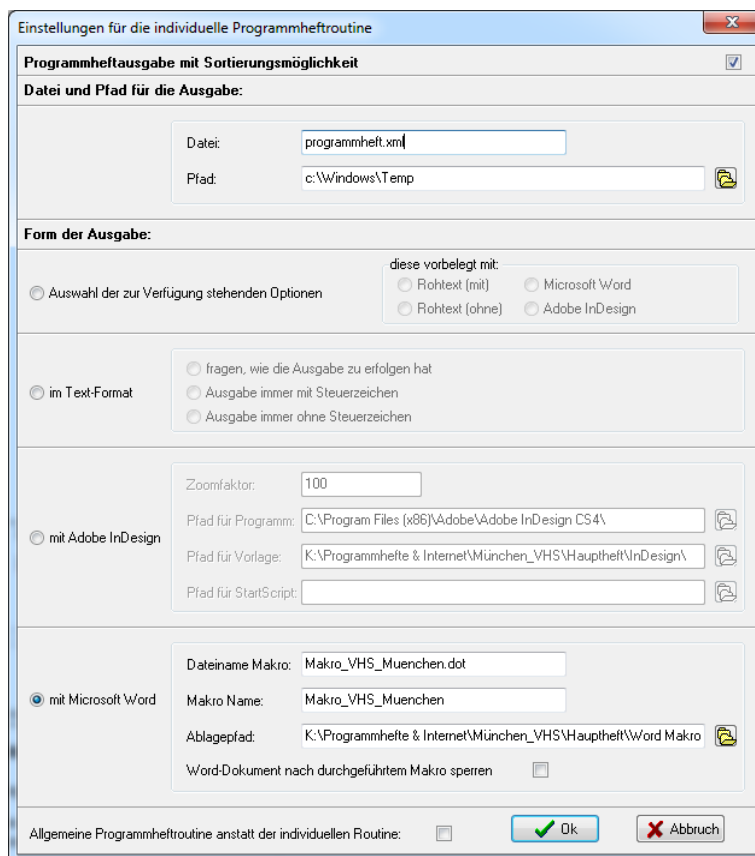 Einstellungen für die individuelle Programmheftroutine
Programmheftausgabe mit Sortierungsmöglichkeit
Datei und Pfad für die Ausgabe:
Datei: programmheft.xml
Pfad: c:\Windows\Temp
Form der Ausgabe:
diese vorbelegt mit:
Auswahl der zur Verfügung stehenden Optionen
Rohtext (mit) Microsoft Word
Rohtext (ohne) Adobe InDesign
im Text-Format
fragen, wie die Ausgabe zu erfolgen hat
Ausgabe immer mit Steuerzeichen
Ausgabe immer ohne Steuerzeichen
mit Adobe InDesign
Zoomfaktor: 100
Pfad für Programm: C:\Program Files (x86)\Adobe\Adobe InDesign CS4\
Pfad für Vorlage: K:\Programmhefte & Internet\München_VHS\Hauptheft\InDesign\
Pfad für StartScript:
mit Microsoft Word
Dateiname Makro: Makro_VHS_Muenchen.dot
Makro Name: Makro_VHS_Muenchen
Ablagepfad: K:\Programmhefte & Internet\München_VHS\Hauptheft\Word Makro
Word-Dokument nach durchgeführtem Makro sperren
Allgemeine Programmheftroutine anstatt der individuellen Routine:
Ok Abbruch